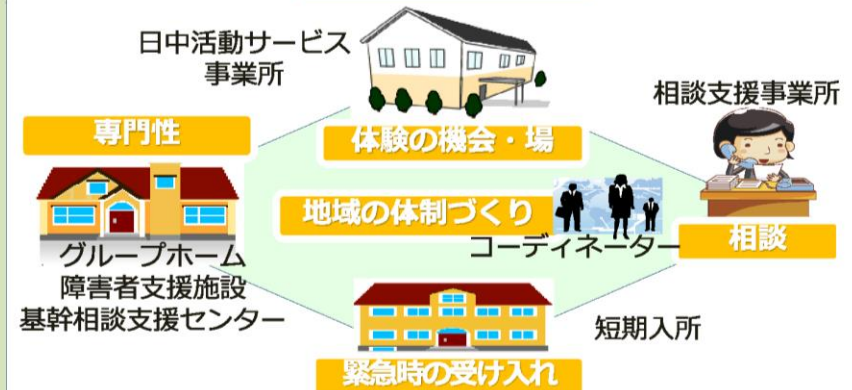 日中活動サービス
事業所
体験の機会・場
相談支援事業所
専門性
地域の体制づくり
コーディネーター
相談
グループホーム
障害者支援施設
基幹相談支援センター
短期入所
緊急時の受け入れ